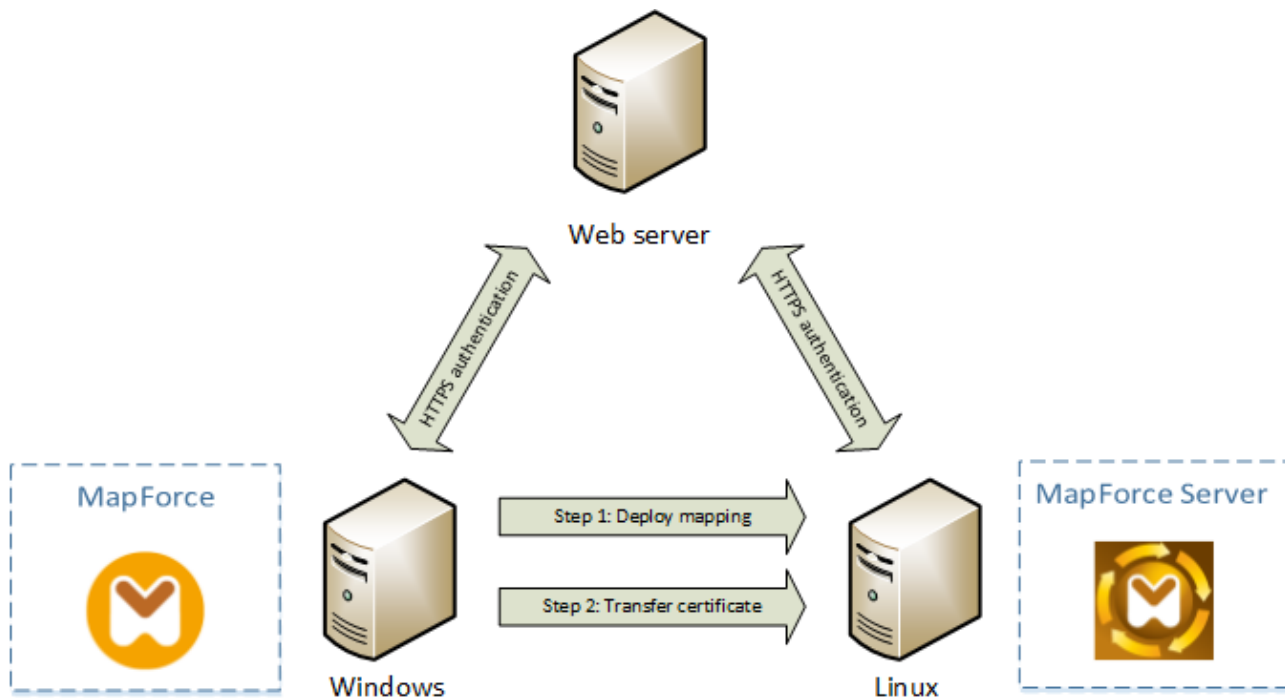 Web server
HTTPS authentication
HTTPS authentication
MapForce
MapForce Server
Step 1: Deploy mapping
Step 2: Transfer certificate
Windows
Linux